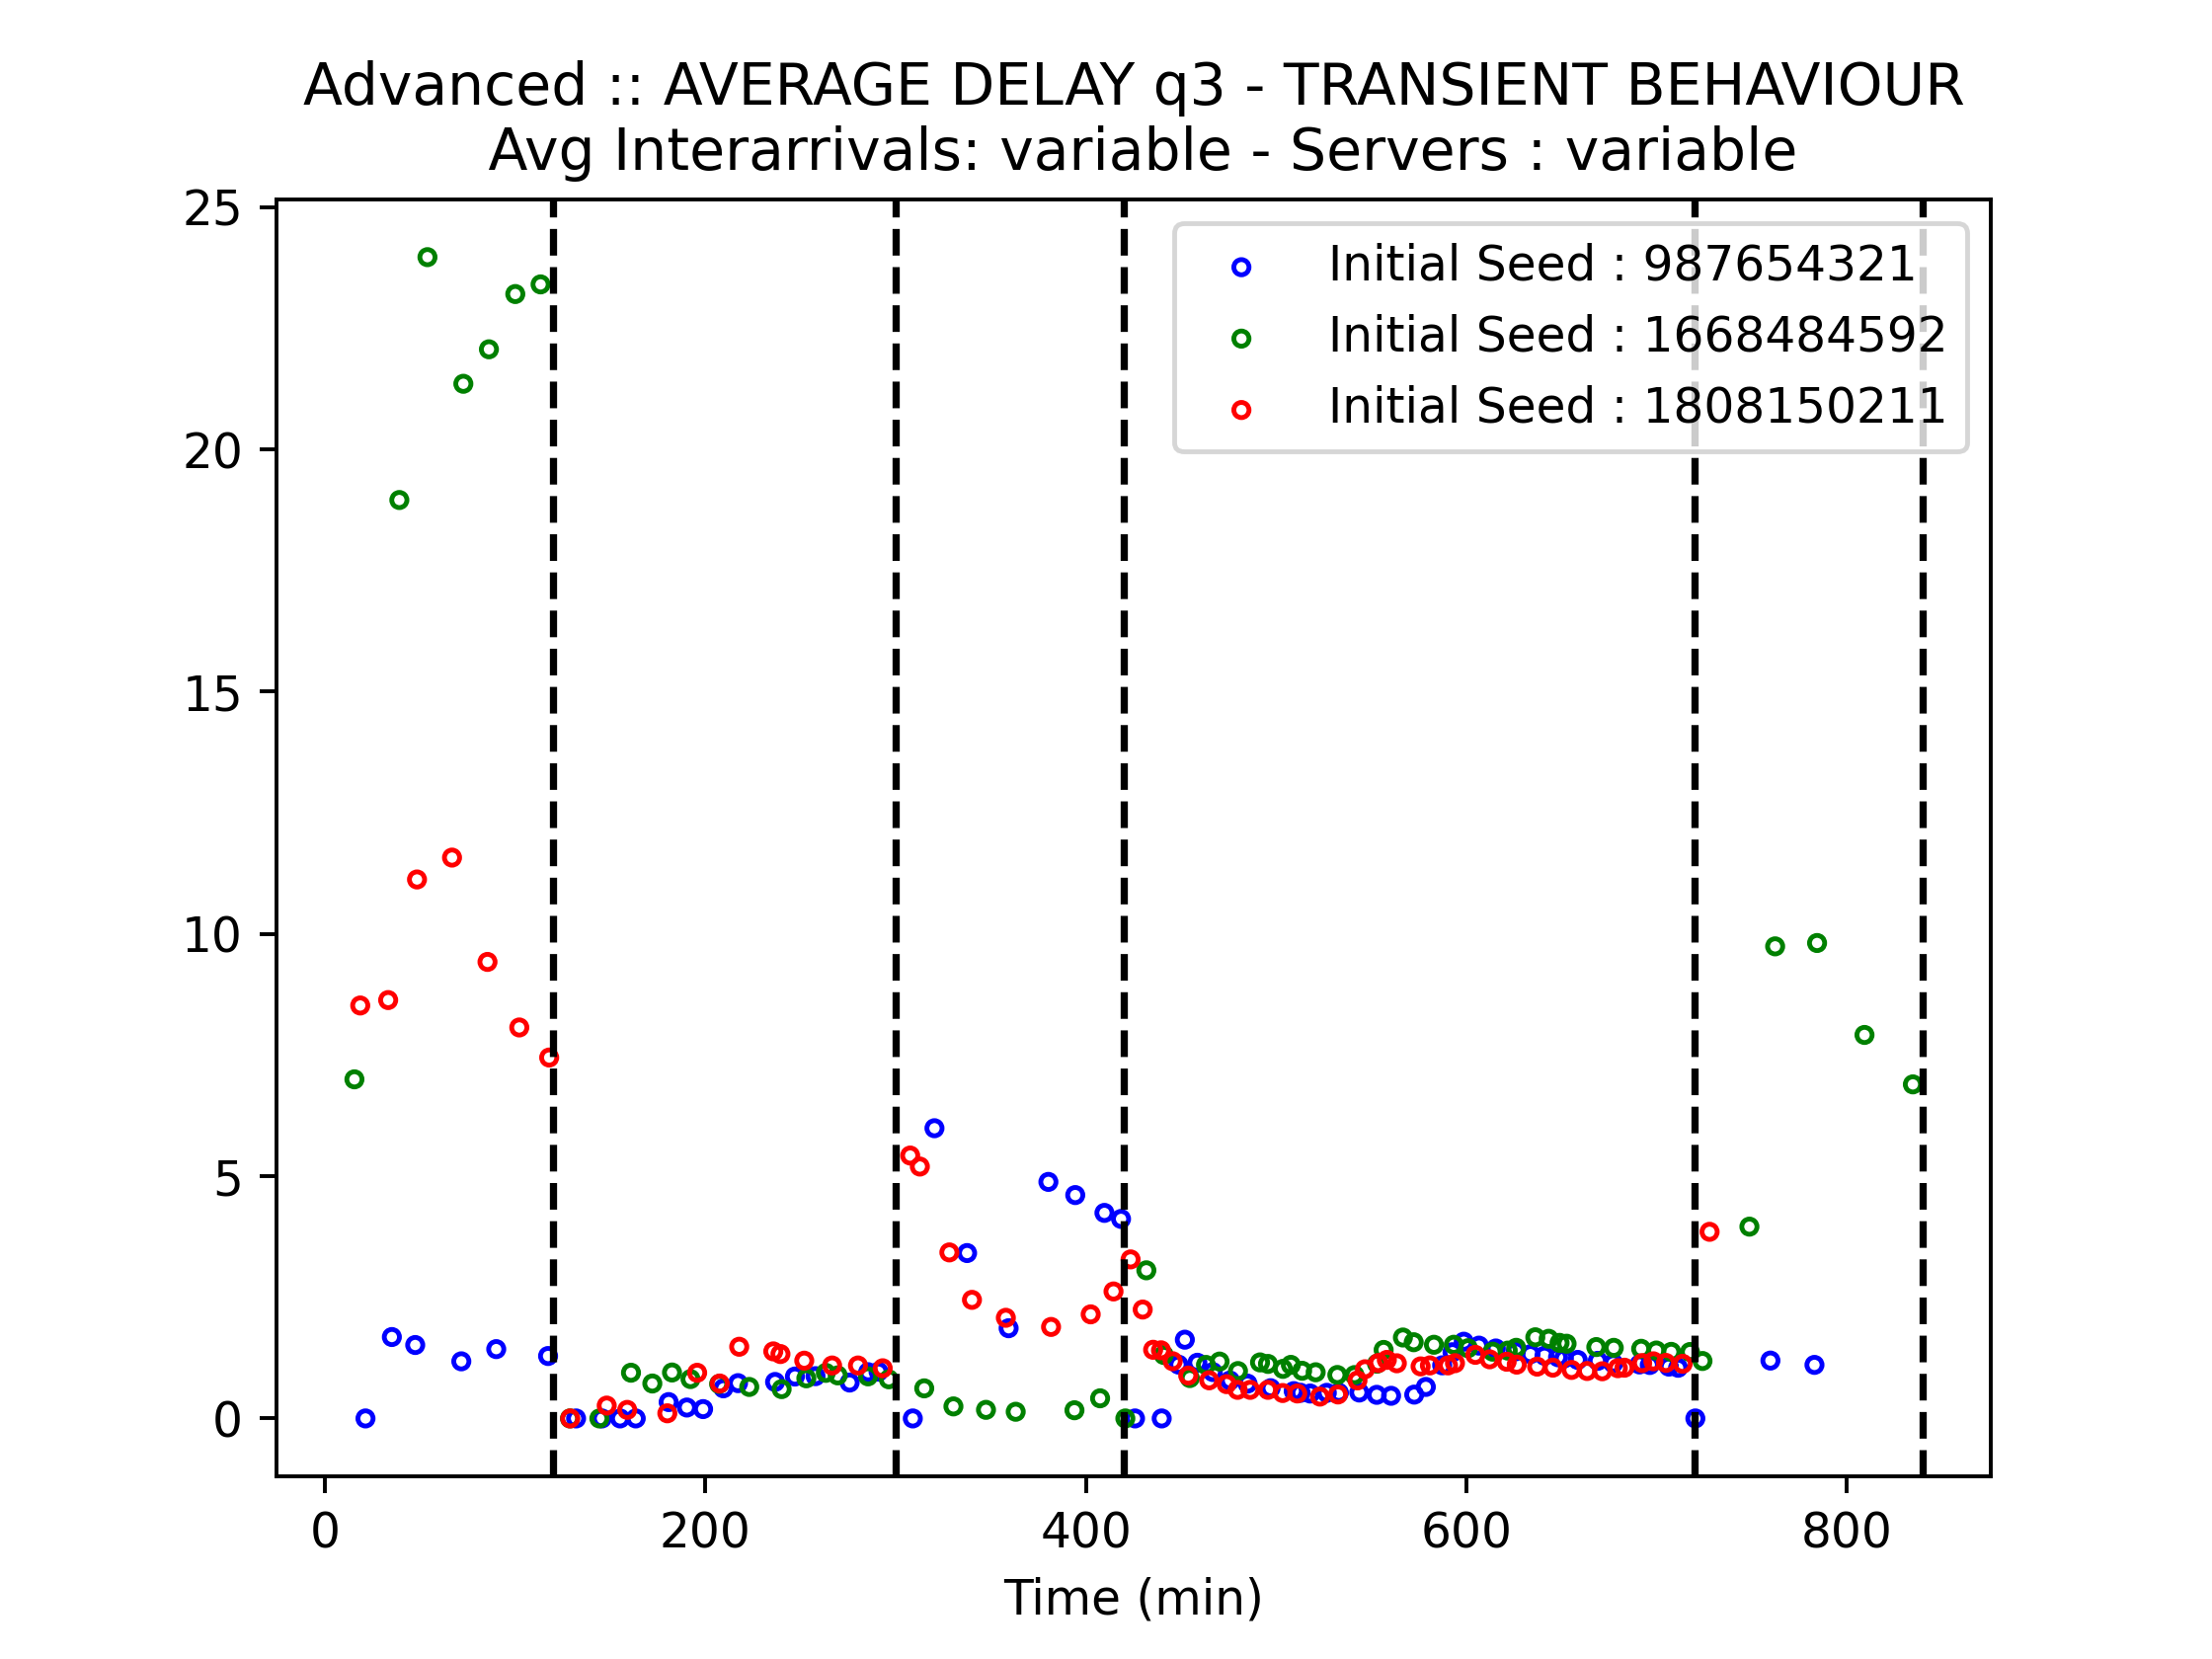 Advanced :: AVERAGE DELAY q3 - TRANSIENT BEHAVIOUR
Avg Interarrivals: variable - Servers : variable
25
20
15
10
5
0
Initial Seed : 987654321
Initial Seed : 1668484592
Initial Seed : 1808150211
0 200 400 600 800
Time (min)